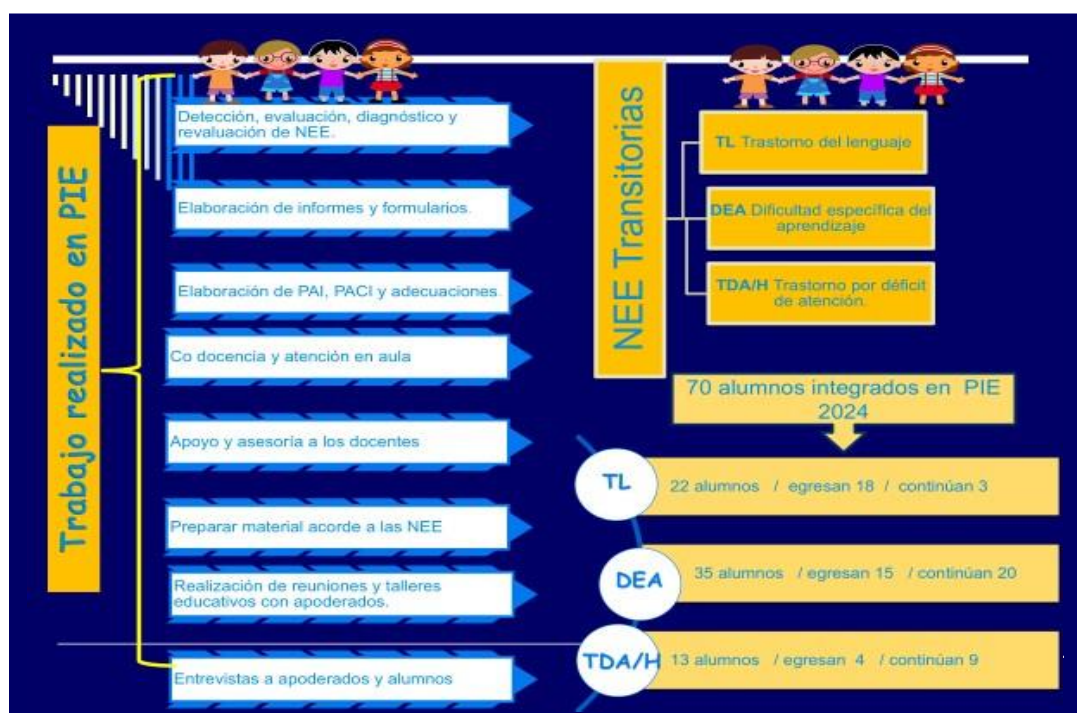 Trabajo realizado en PIE
Detección, evaluación, diagnóstico y
revaluación de NEE.
Elaboración de informes y formularios.
Elaboración de PAI, PACI y adecuaciones.
Co docencia y atención en aula
Apoyo y asesoría a los docentes
Preparar material acorde a las NEE
Realización de reuniones y talleres
educativos con apoderados.
Entrevistas a apoderados y alumnos
NEE Transitorias
TL Trastorno del lenguaje
DEA Dificultad específica del
aprendizaje
TDA/H Trastorno por déficit
de atención.
70 alumnos integrados en PIE
2024
TL
22 alumnos / egresan 18 / continúan 3
DEA
35 alumnos / egresan 15 / continúan 20
TDA/H
13 alumnos / egresan 4 / continúan 9